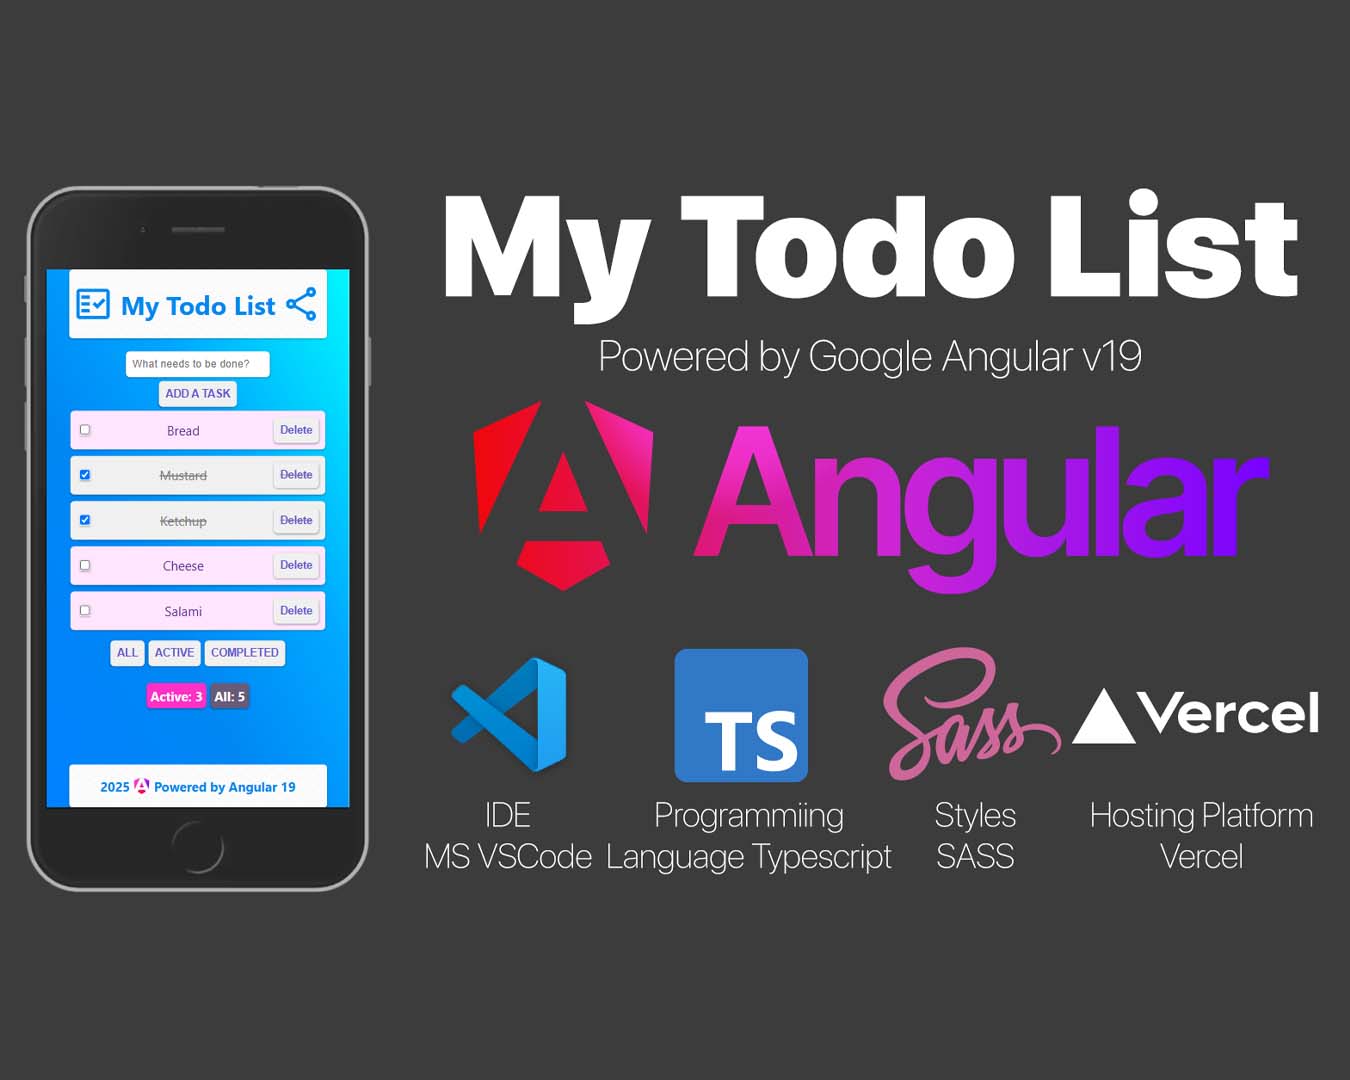 My Todo List
What needs to be done?
ADD A TASK
Bread Delete
Mustard Delete
Ketchup Delete
Cheese Delete
Salami Delete
ALL ACTIVE COMPLETED
Active: 3 All: 5
2025 Powered by Angular 19
My Todo List
Powered by Google Angular v19
Angular
TS Sass Vercel
IDE
MS VSCode
Programmiing
Language Typescript
Styles
SASS
Hosting Platform
Vercel